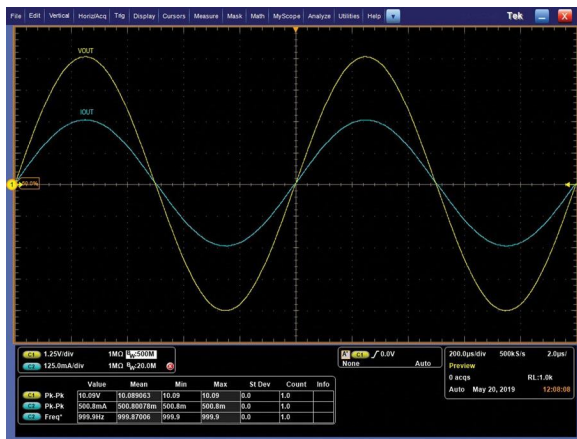 File Edit Vertical Horiz/Acq Trig Display Cursors Measure Mask Math MyScope Analyze Utilities Help Tek X
VOUT
IOUT
1 50.0%
C1 1.25V/div 1MΩ BW:500M
C2 125.0mA/div 1MΩ BW:20.0M
A' C1 0.0V
None Auto
200.0µs/div 500kS/s 2.0µs/
Preview
0 acqs RL:1.0k
Auto May 20, 2019 12:08:08
Value Mean Min Max St Dev Count Info
C1 Pk-Pk 10.09V 10.089063 10.09 10.09 0.0 1.0
C2 Pk-Pk 500.8mA 500.80078m 500.8m 500.8m 0.0 1.0
C2 Freq* 999.9Hz 999.87006 999.9 999.9 0.0 1.0